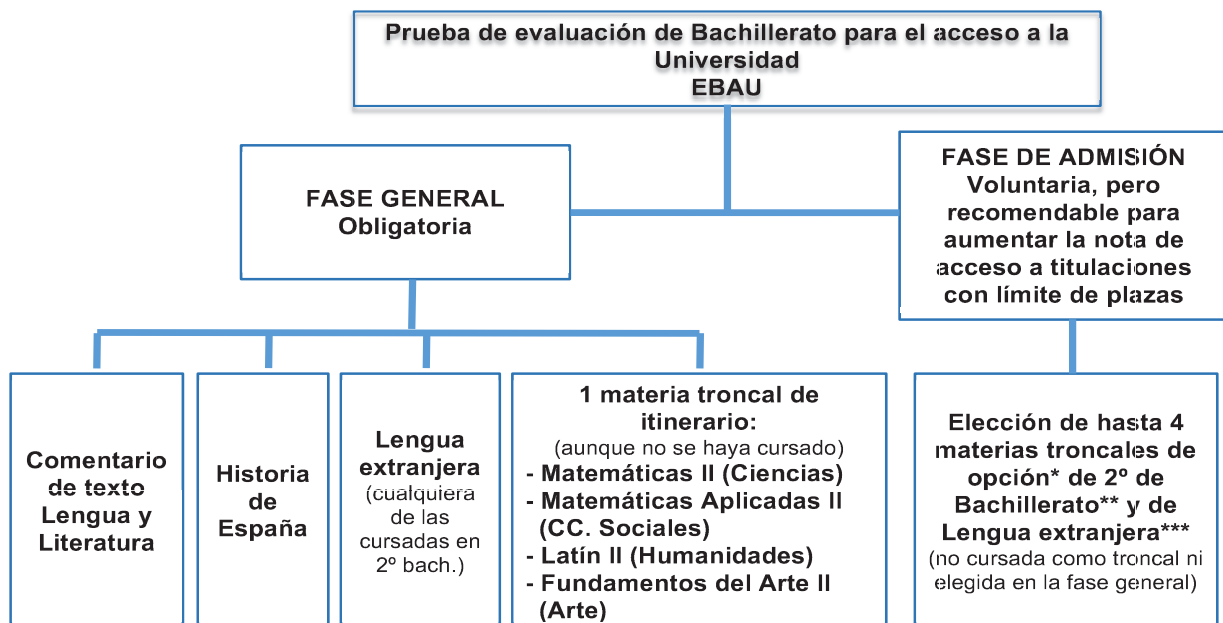 Prueba de evaluación de Bachillerato para el acceso a la
Universidad
EBAU
FASE GENERAL
Obligatoria
FASE DE ADMISIÓN
Voluntaria, pero
recomendable para
aumentar la nota de
acceso a titulaciones
con límite de plazas
Comentario
de texto
Lengua y
Literatura
Historia
de
España
Lengua
extranjera
(cualquiera
de las
cursadas en
2º bach.)
1 materia troncal de
itinerario:
(aunque no se haya cursado)
- Matemáticas II (Ciencias)
- Matemáticas Aplicadas II
(CC. Sociales)
- Latín II (Humanidades)
- Fundamentos del Arte II
(Arte)
Elección de hasta 4
materias troncales de
opción* de 2º de
Bachillerato** y de
Lengua extranjera***
(no cursada como troncal ni
elegida en la fase general)